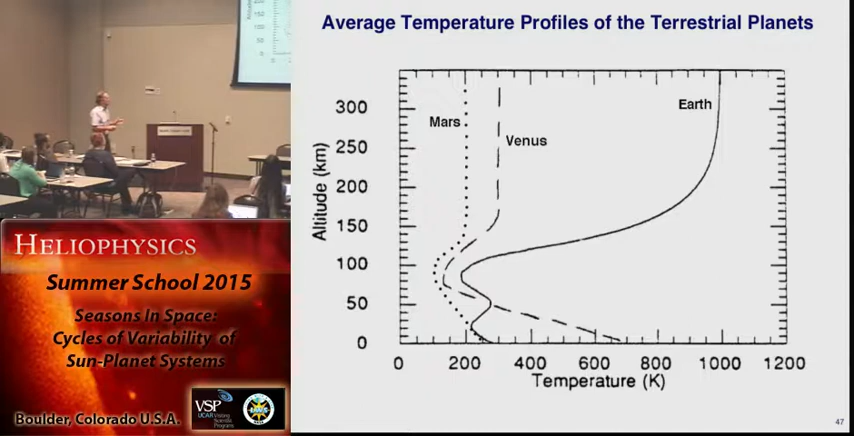 Average Temperature Profiles of the Terrestrial Planets
Altitude (km)
300
250
200
150
100
50
0
Mars
Venus
Earth
0 200 400 600 800 1000 1200
Temperature (K)
47
HELIOPHYSICS
Summer School 2015
Seasons In Space:
Cycles of Variability of
Sun-Planet Systems
Boulder, Colorado U.S.A.
VSP
UCAR Visiting
Scientist
Programs